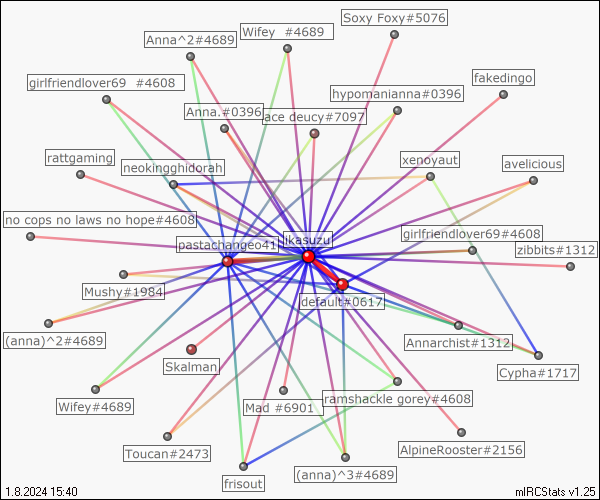 Soxy Foxy#5076
Wifey #4689
Anna^2#4689
fakedingo
girlfriendlover69 #4608
hypomanianna#0396
Anna.#0396
ace deucy#7097
rattgaming
neokingghidorah
xenoyaut
avelicious
no cops no laws no hope#4608
pastachangeo41
ikasuzu
girlfriendlover69#4608
zibbits#1312
Mushy#1984
default#0617
(anna)^2#4689
Annarchist#1312
Skalman
Cypha#1717
Wifey#4689
Mad #6901
ramshackle gorey#4608
Toucan#2473
AlpineRooster#2156
frisout
(anna)^3#4689
1.8.2024 15:40
mIRCStats v1.25